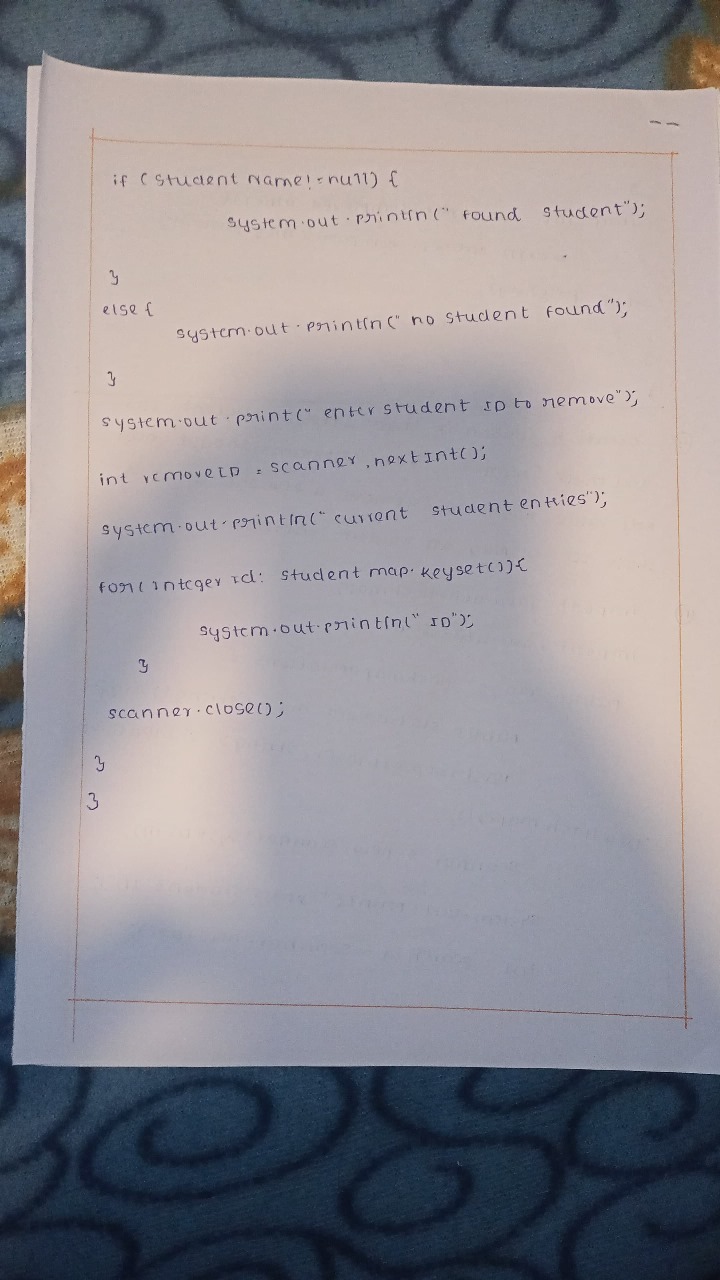 if (student Name!=null) {
system.out.println(" found student");
}
else {
system.out.println(" no student found");
}
system.out.print(" enter student ID to remove");
int removeID = scanner.nextInt();
system.out.println(" current student entries");
for(integer id: student map.keyset()){
system.out.println(" ID");
}
scanner.close();
}
}